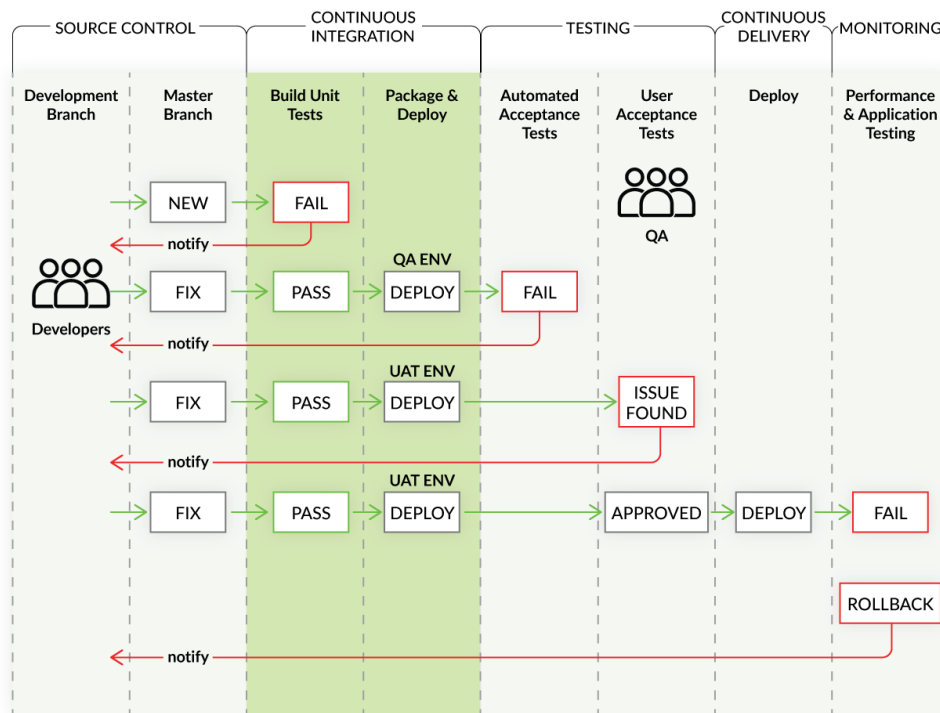 SOURCE CONTROL
CONTINUOUS
INTEGRATION
TESTING
CONTINUOUS
DELIVERY
MONITORING
Development
Branch
Master
Branch
Build Unit
Tests
Package &
Deploy
Automated
Acceptance
Tests
User
Acceptance
Tests
Deploy
Performance
& Application
Testing
NEW
FAIL
QA
notify
QA ENV
Developers
FIX
PASS
DEPLOY
FAIL
notify
UAT ENV
FIX
PASS
DEPLOY
ISSUE
FOUND
notify
UAT ENV
FIX
PASS
DEPLOY
APPROVED
DEPLOY
FAIL
ROLLBACK
notify